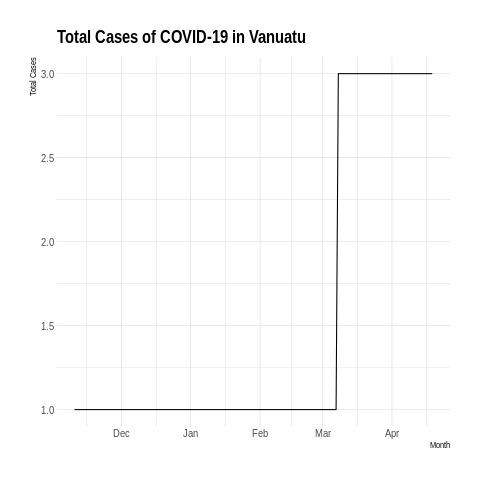 Total Cases of COVID-19 in Vanuatu
Total Cases
3.0
2.5
2.0
1.5
1.0
Dec Jan Feb Mar Apr
Month